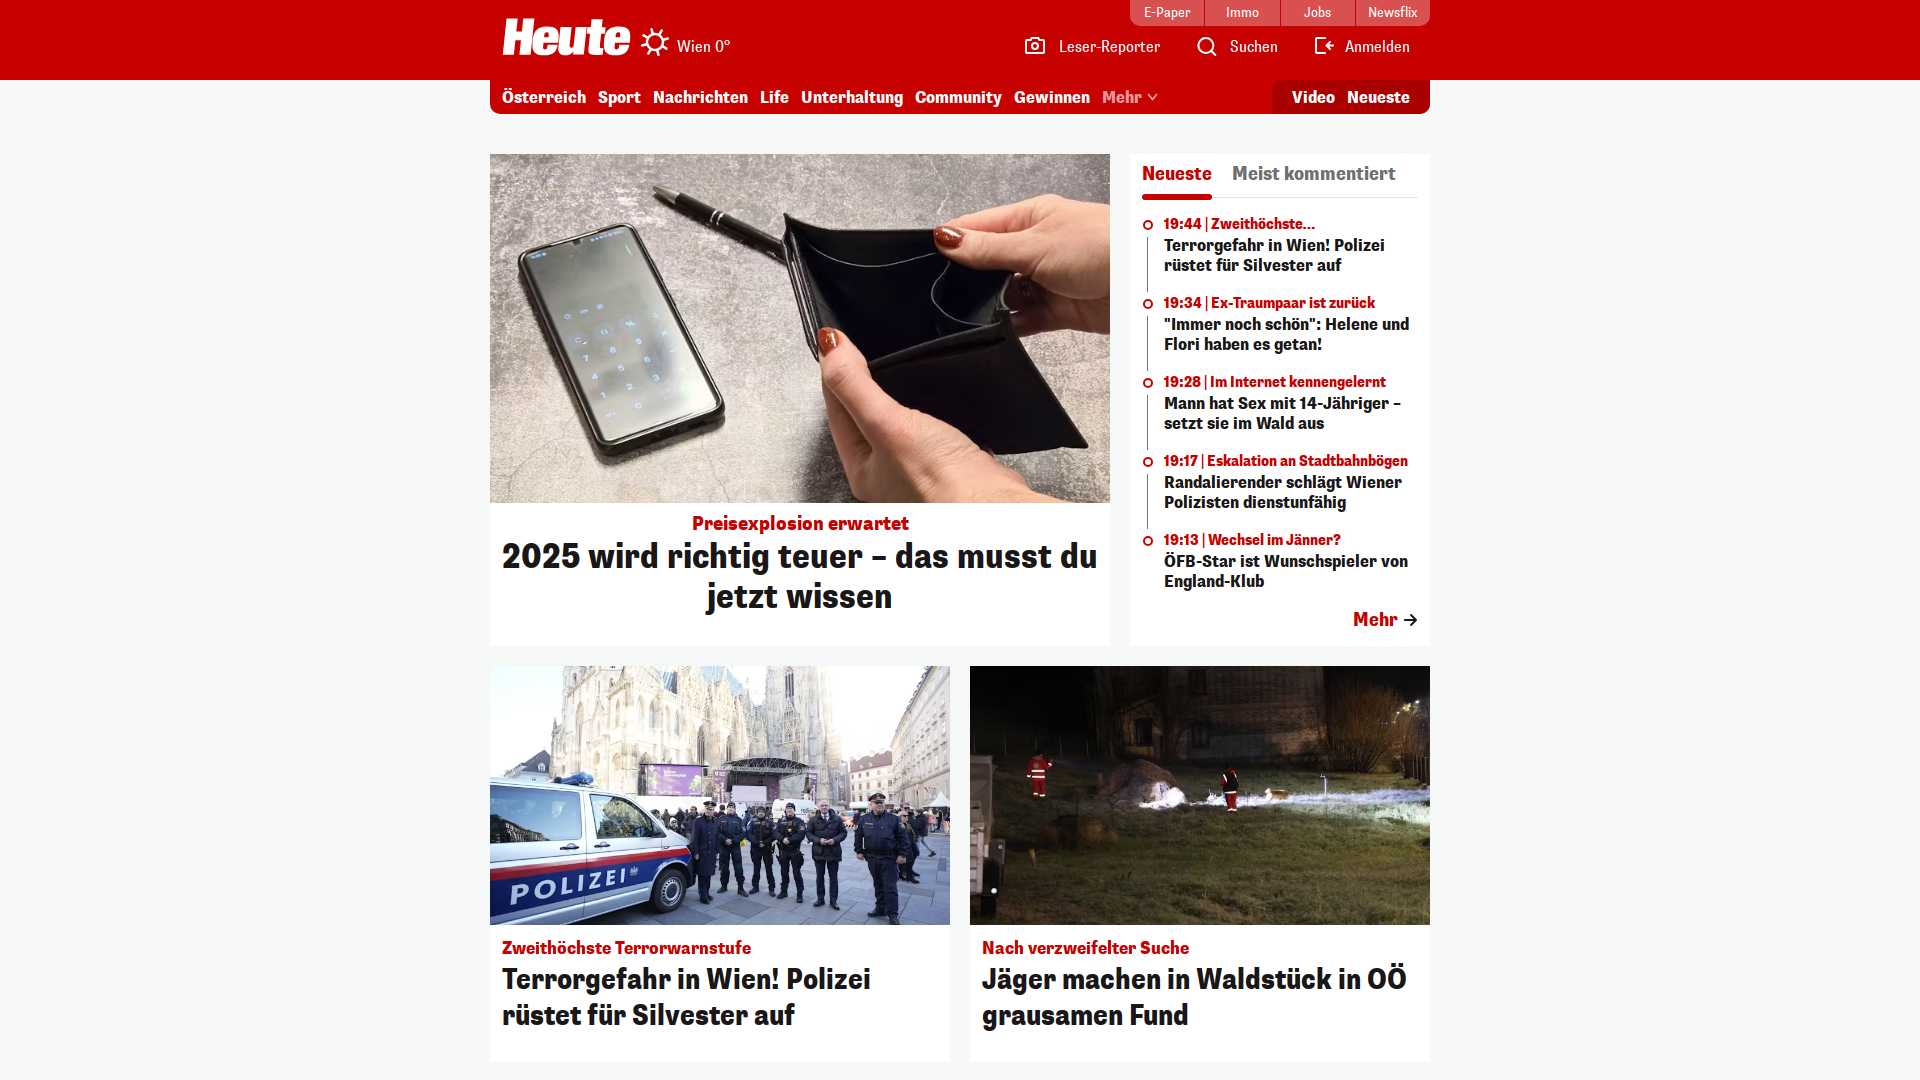 E-Paper
Immo
Jobs
Newsflix
Heute
Wien 0°
Leser-Reporter
Suchen
Anmelden
Österreich
Sport
Nachrichten
Life
Unterhaltung
Community
Gewinnen
Mehr
Video
Neueste
Preisexplosion erwartet
2025 wird richtig teuer – das musst du
jetzt wissen
Neueste
Meist kommentiert
19:44 | Zweithöchste...
Terrorgefahr in Wien! Polizei
rüstet für Silvester auf
19:34 | Ex-Traumpaar ist zurück
"Immer noch schön": Helene und
Flori haben es getan!
19:28 | Im Internet kennengelernt
Mann hat Sex mit 14-Jähriger –
setzt sie im Wald aus
19:17 | Eskalation an Stadtbahnbögen
Randalierender schlägt Wiener
Polizisten dienstunfähig
19:13 | Wechsel im Jänner?
ÖFB-Star ist Wunschspieler von
England-Klub
Mehr
POLIZEI
Zweithöchste Terrorwarnstufe
Terrorgefahr in Wien! Polizei
rüstet für Silvester auf
Nach verzweifelter Suche
Jäger machen in Waldstück in OÖ
grausamen Fund